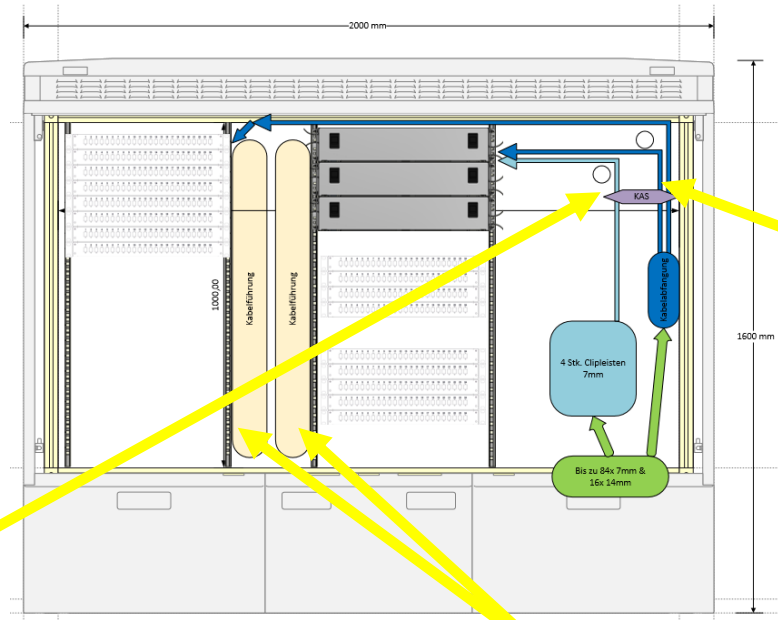 2000 mm
KAS
Kabelführung
Kabelführung
1000,00
Kabelabfangung
1600 mm
4 Stk. Clipleisten
7mm
Bis zu 84x 7mm &
16x 14mm